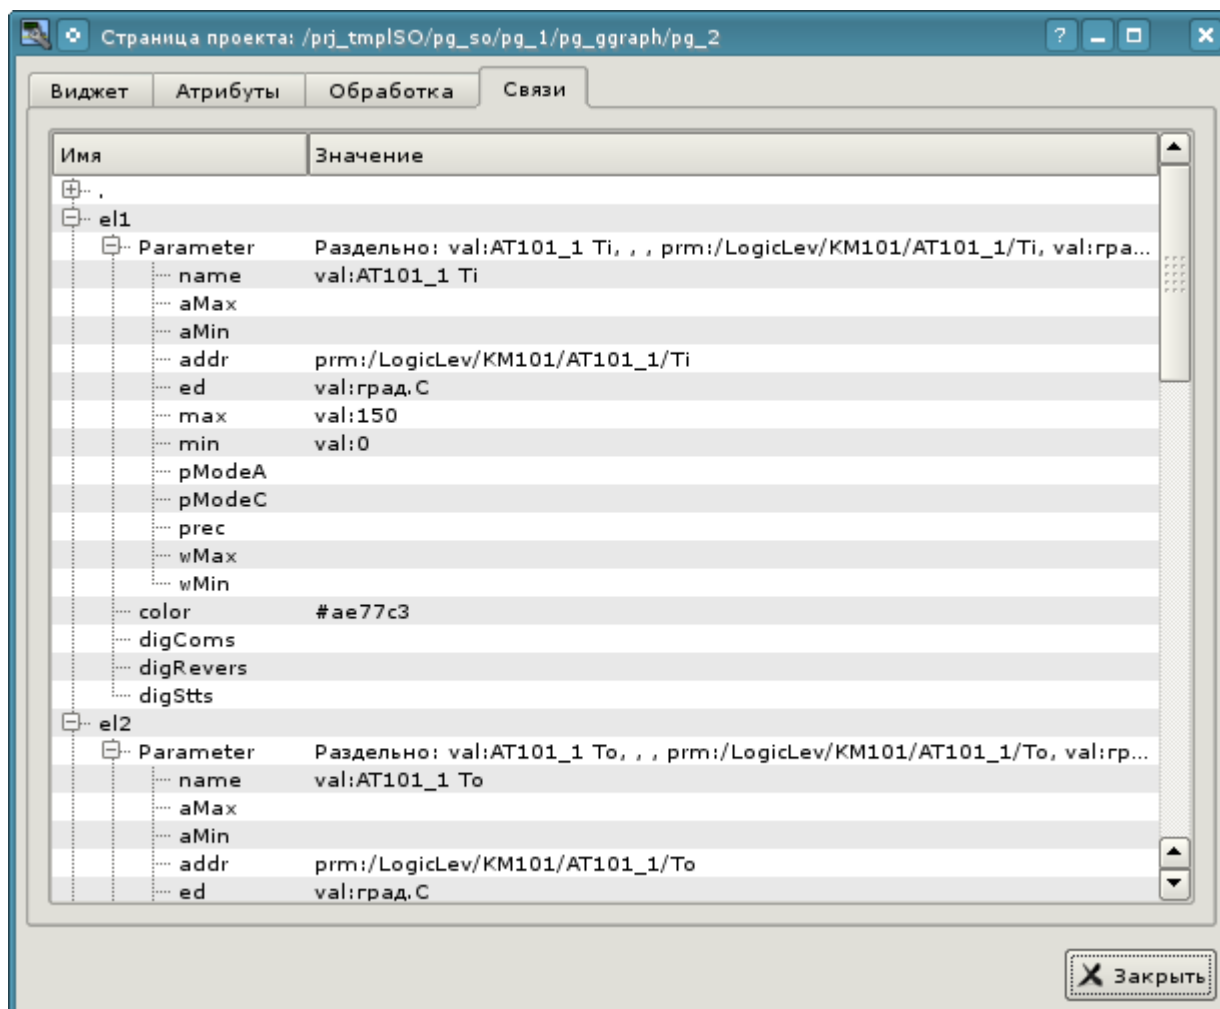 Страница проекта: /prj_tmplSO/pg_so/pg_1/pg_ggraph/pg_2 ?
Виджет Атрибуты Обработка Связи
Имя Значение
.
el1
Parameter Раздельно: val:AT101_1 Ti, , , prm:/LogicLev/KM101/AT101_1/Ti, val:гра...
name val:AT101_1 Ti
aMax
aMin
addr prm:/LogicLev/KM101/AT101_1/Ti
ed val:град.C
max val:150
min val:0
pModeA
pModeC
prec
wMax
wMin
color #ae77c3
digComs
digRevers
digStts
el2
Parameter Раздельно: val:AT101_1 To, , , prm:/LogicLev/KM101/AT101_1/To, val:гр...
name val:AT101_1 To
aMax
aMin
addr prm:/LogicLev/KM101/AT101_1/To
ed val:град.C
Закрыть